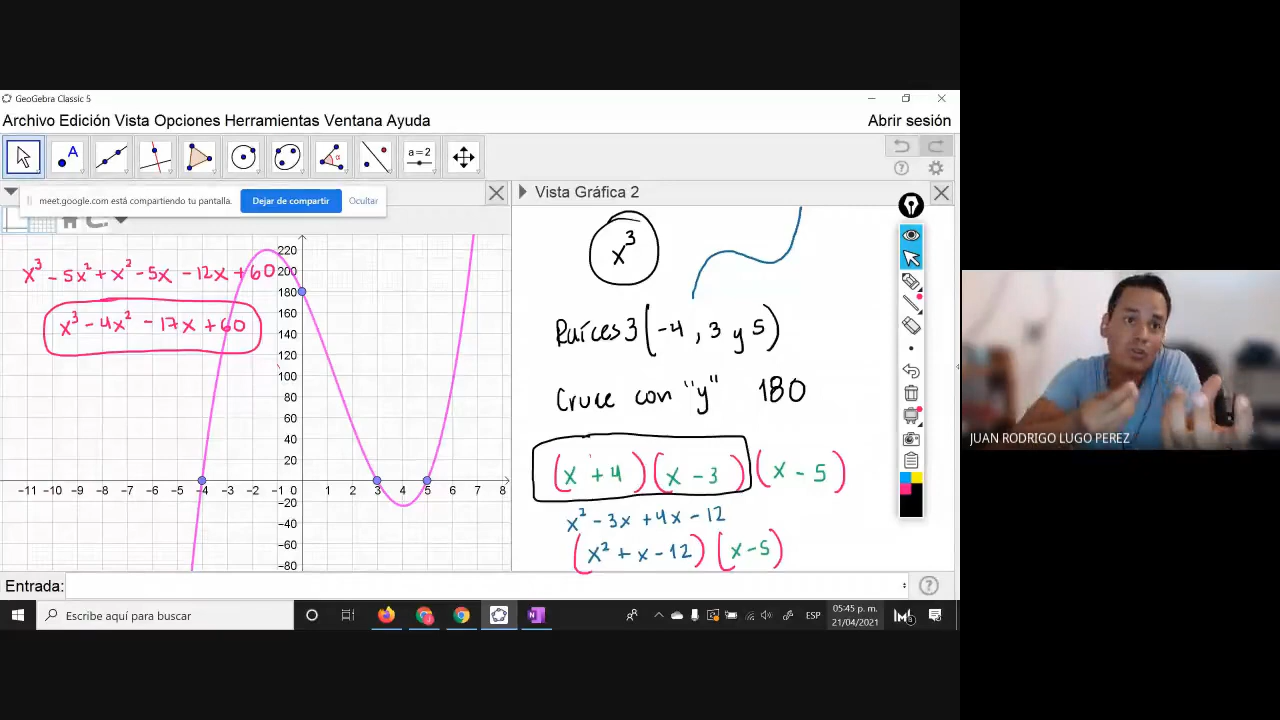 GeoGebra Classic 5
Archivo Edición Vista Opciones Herramientas Ventana Ayuda
Abrir sesión
A
α
a = 2
meet.google.com está compartiendo tu pantalla.
Dejar de compartir
Ocultar
Vista Gráfica 2
x³ - 5x² + x² - 5x - 12x + 60
x³ - 4x² - 17x + 60
220
200
180
160
140
120
100
80
60
40
20
-11 -10 -9 -8 -7 -6 -5 -4 -3 -2 -1 0 1 2 3 4 5 6 7 8
-20
-40
-60
-80
x³
Raíces 3 (-4, 3 y 5)
Cruce con "y" 180
(x + 4)(x - 3)(x - 5)
x² - 3x + 4x - 12
(x² + x - 12)(x - 5)
JUAN RODRIGO LUGO PEREZ
Entrada:
Escribe aquí para buscar
ESP
05:45 p. m.
21/04/2021